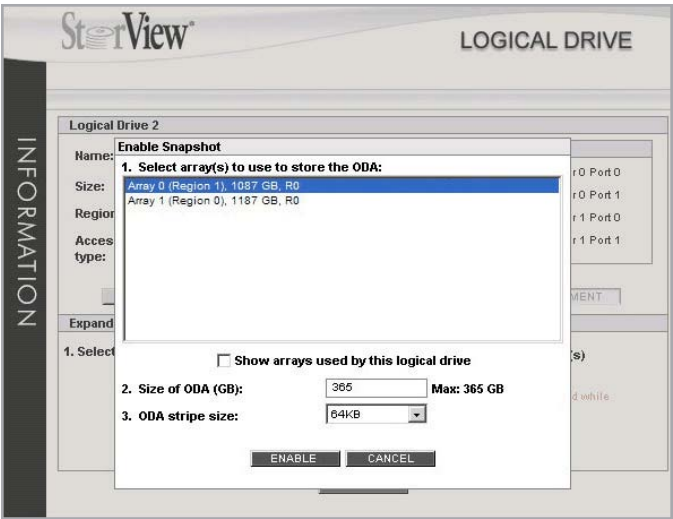 StorView
LOGICAL DRIVE
INFORMATION
Logical Drive 2
Enable Snapshot
Name:
1. Select array(s) to use to store the ODA:
r 0 Port 0
Array 0 (Region 1), 1087 GB, R0
Size:
r 0 Port 1
Array 1 (Region 0), 1187 GB, R0
Region
r 1 Port 0
Acces
r 1 Port 1
type:
MENT
Expand
1. Select
Show arrays used by this logical drive
(s)
2. Size of ODA (GB): 365 Max: 365 GB
d while
3. ODA stripe size: 64KB
ENABLE CANCEL